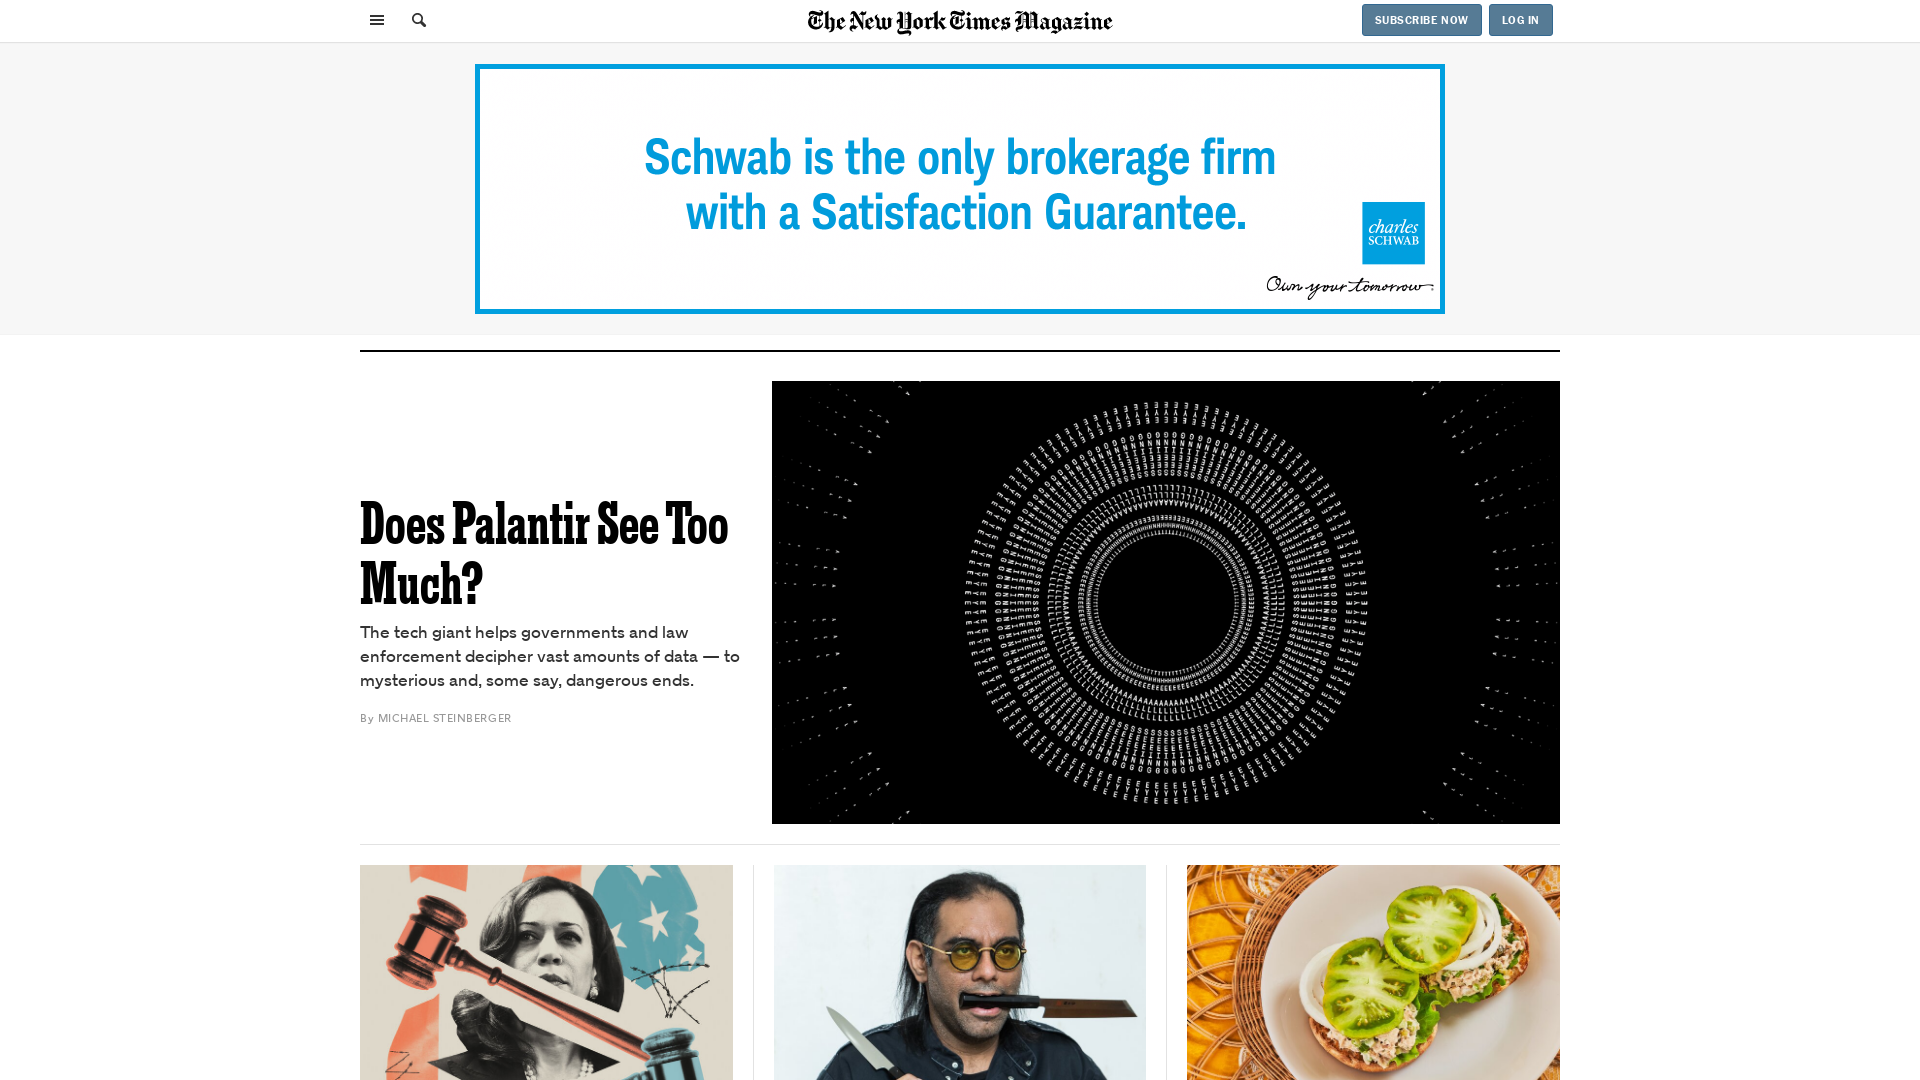 The New York Times Magazine
SUBSCRIBE NOW
LOG IN
Schwab is the only brokerage firm
with a Satisfaction Guarantee.
charles
SCHWAB
Own your tomorrow.
Does Palantir See Too
Much?
The tech giant helps governments and law
enforcement decipher vast amounts of data — to
mysterious and, some say, dangerous ends.
By MICHAEL STEINBERGER